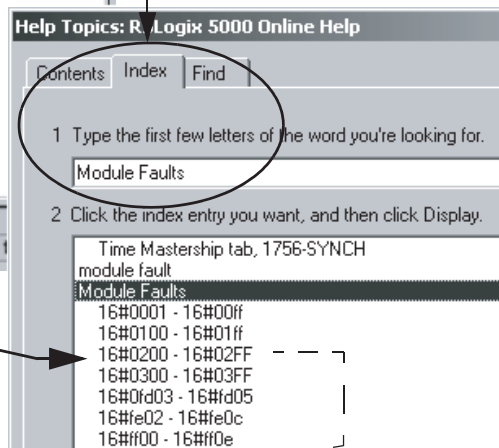 Help Topics: RSLogix 5000 Online Help
Contents Index Find
1 Type the first few letters of the word you're looking for.
Module Faults
2 Click the index entry you want, and then click Display.
Time Mastership tab, 1756-SYNCH
module fault
Module Faults
16#0001 - 16#00ff
16#0100 - 16#01ff
16#0200 - 16#02FF
16#0300 - 16#03FF
16#0fd03 - 16#fd05
16#fe02 - 16#fe0c
16#ff00 - 16#ff0e